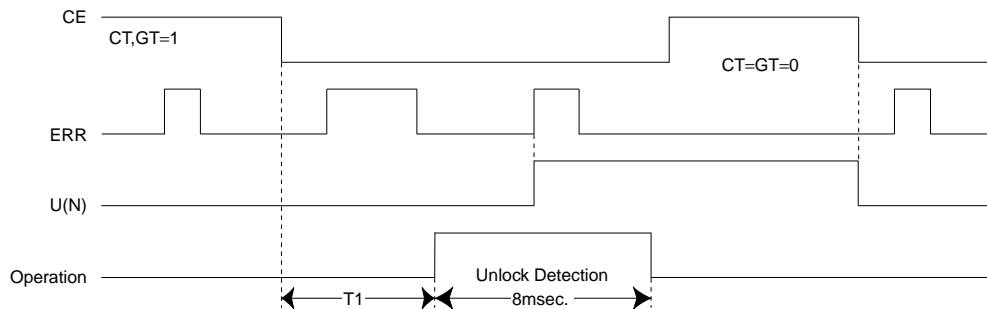 CE
CT,GT=1
CT=GT=0
ERR
U(N)
Operation
Unlock Detection
T1
8msec.